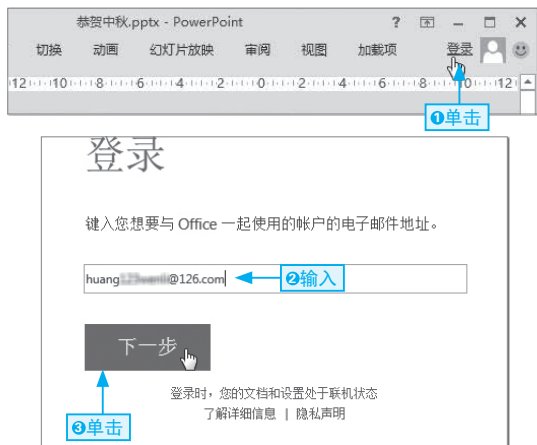 恭贺中秋.pptx - PowerPoint ?
切换 动画 幻灯片放映 审阅 视图 加载项 登录
12 10 8 6 4 2 0 2 4 6 8 10 12
❶单击
登录
键入您想要与 Office 一起使用的帐户的电子邮件地址。
huang @126.com ❷输入
下一步
登录时，您的文档和设置处于联机状态
了解详细信息 | 隐私声明
❸单击